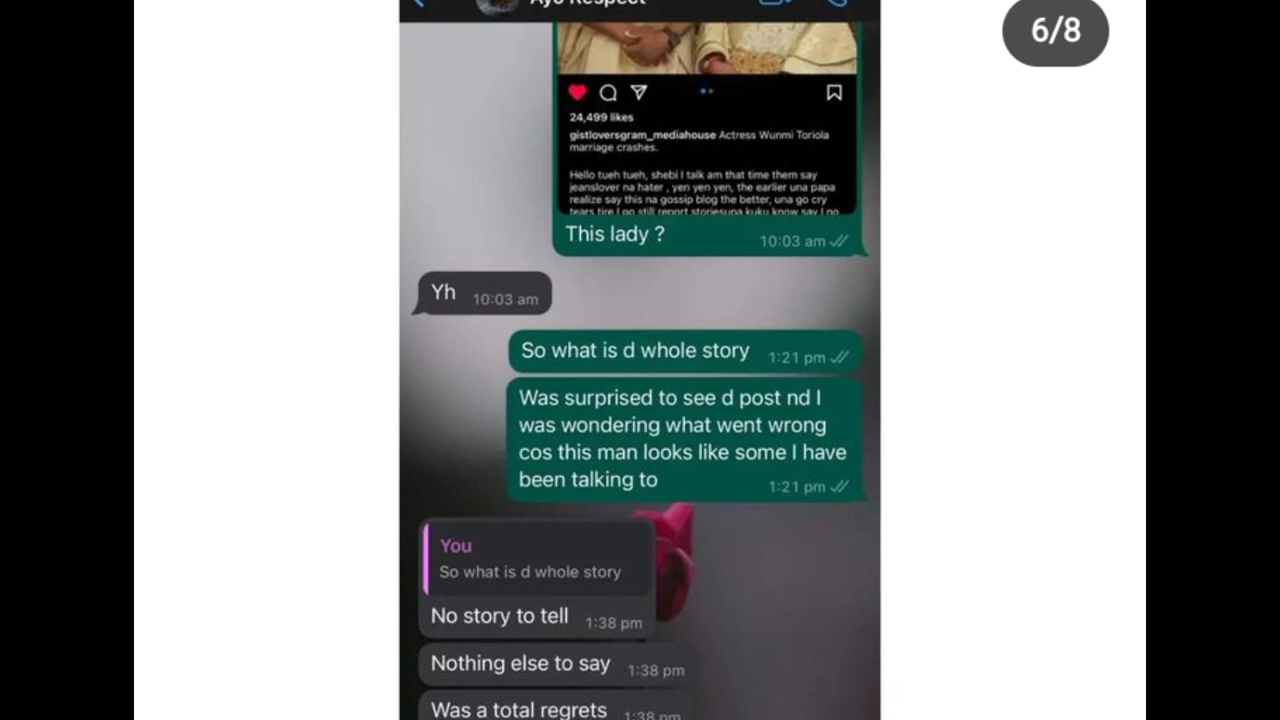 Ayo Respect
6/8
24,499 likes
gistloversgram_mediahouse Actress Wunmi Toriola
marriage crashes.
Hello tueh tueh, shebi I talk am that time them say
jeanslover na hater , yen yen yen, the earlier una papa
realize say this na gossip blog the better, una go cry
tears tire I go still report storiesuna kuku know say I no
This lady ?
10:03 am
Yh
10:03 am
So what is d whole story
1:21 pm
Was surprised to see d post nd I
was wondering what went wrong
cos this man looks like some I have
been talking to
1:21 pm
You
So what is d whole story
No story to tell
1:38 pm
Nothing else to say
1:38 pm
Was a total regrets
1:38 pm